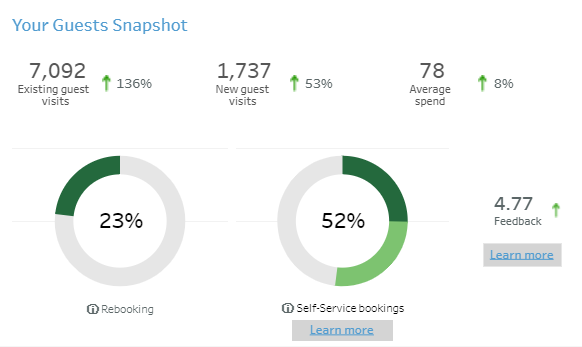 Your Guests Snapshot
7,092
Existing guest
visits
136%
1,737
New guest
visits
53%
78
Average
spend
8%
23%
Rebooking
52%
Self-Service bookings
Learn more
4.77
Feedback
Learn more